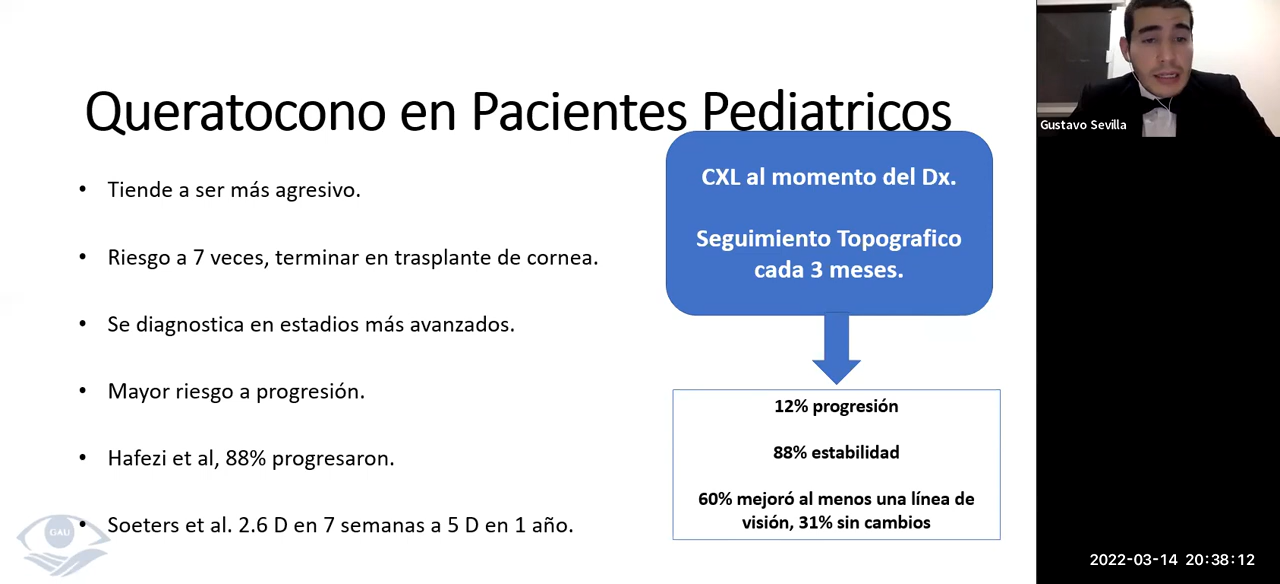 Queratocono en Pacientes Pediatricos
• Tiende a ser más agresivo.
• Riesgo a 7 veces, terminar en trasplante de cornea.
• Se diagnostica en estadios más avanzados.
• Mayor riesgo a progresión.
• Hafezi et al, 88% progresaron.
• Soeters et al. 2.6 D en 7 semanas a 5 D en 1 año.
CXL al momento del Dx.
Seguimiento Topografico
cada 3 meses.
12% progresión
88% estabilidad
60% mejoró al menos una línea de
visión, 31% sin cambios
GAU
Gustavo Sevilla
2022-03-14 20:38:12